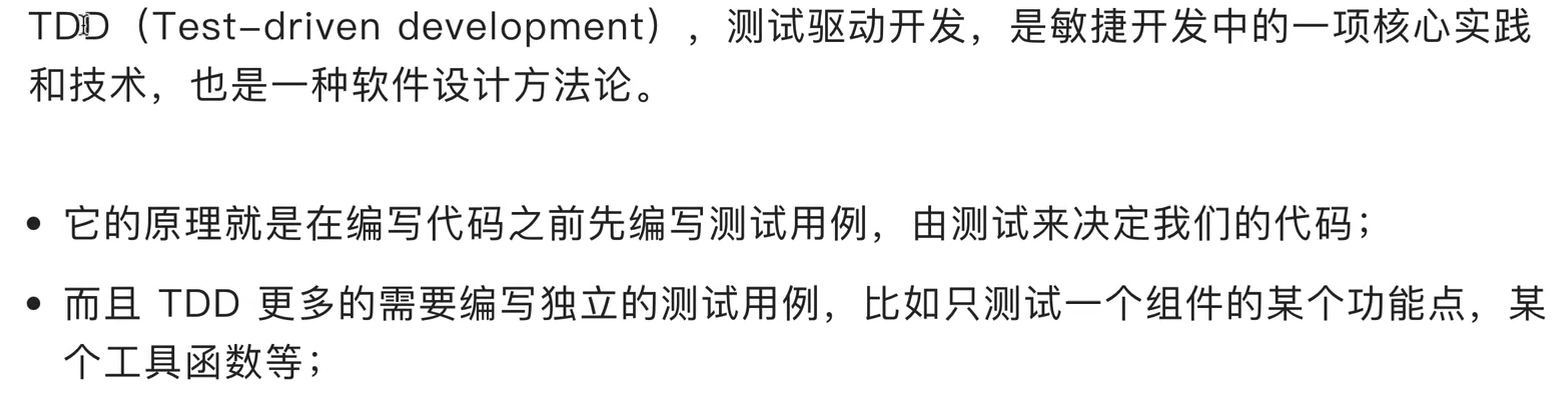 TDD（Test-driven development），测试驱动开发，是敏捷开发中的一项核心实践
和技术，也是一种软件设计方法论。
• 它的原理就是在编写代码之前先编写测试用例，由测试来决定我们的代码；
• 而且 TDD 更多的需要编写独立的测试用例，比如只测试一个组件的某个功能点，某
个工具函数等；